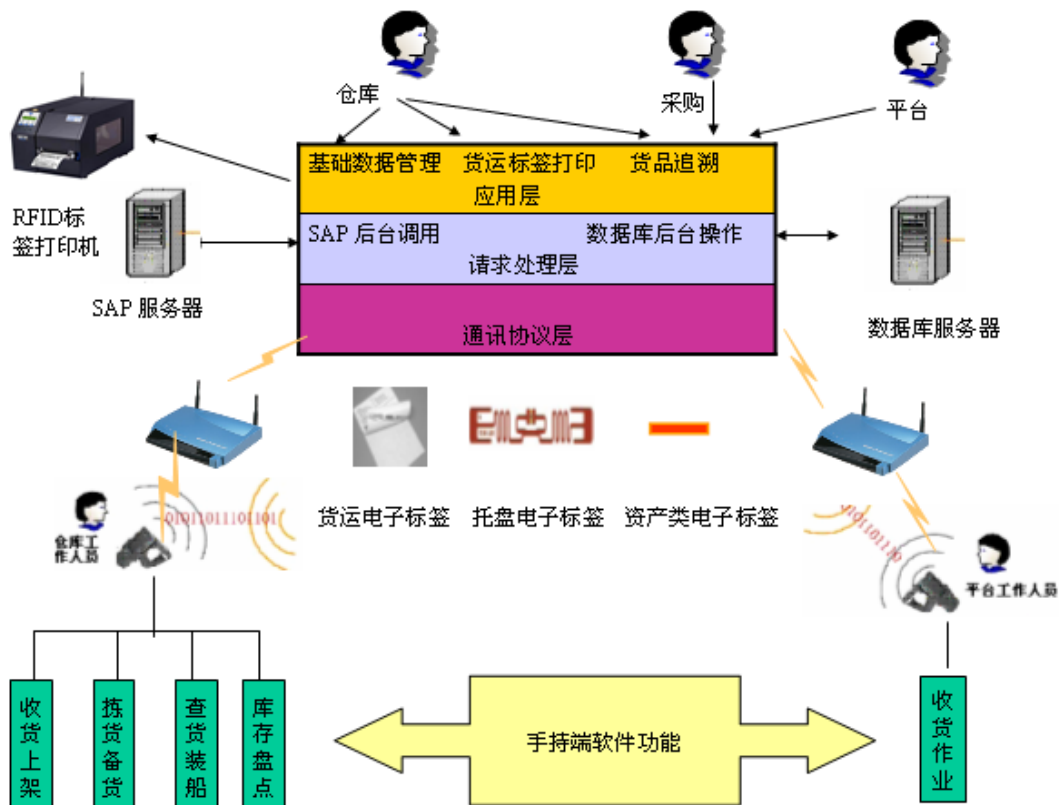 仓库
采购
平台
基础数据管理 货运标签打印 货品追溯
应用层
RFID标
签打印机
SAP 后台调用 数据库后台操作
请求处理层
SAP 服务器
数据库服务器
通讯协议层
货运电子标签 托盘电子标签 资产类电子标签
01011011101101
0101101110
仓库工
作人员
平台工作人员
收货上架
拣货备货
查货装船
库存盘点
手持端软件功能
收货作业